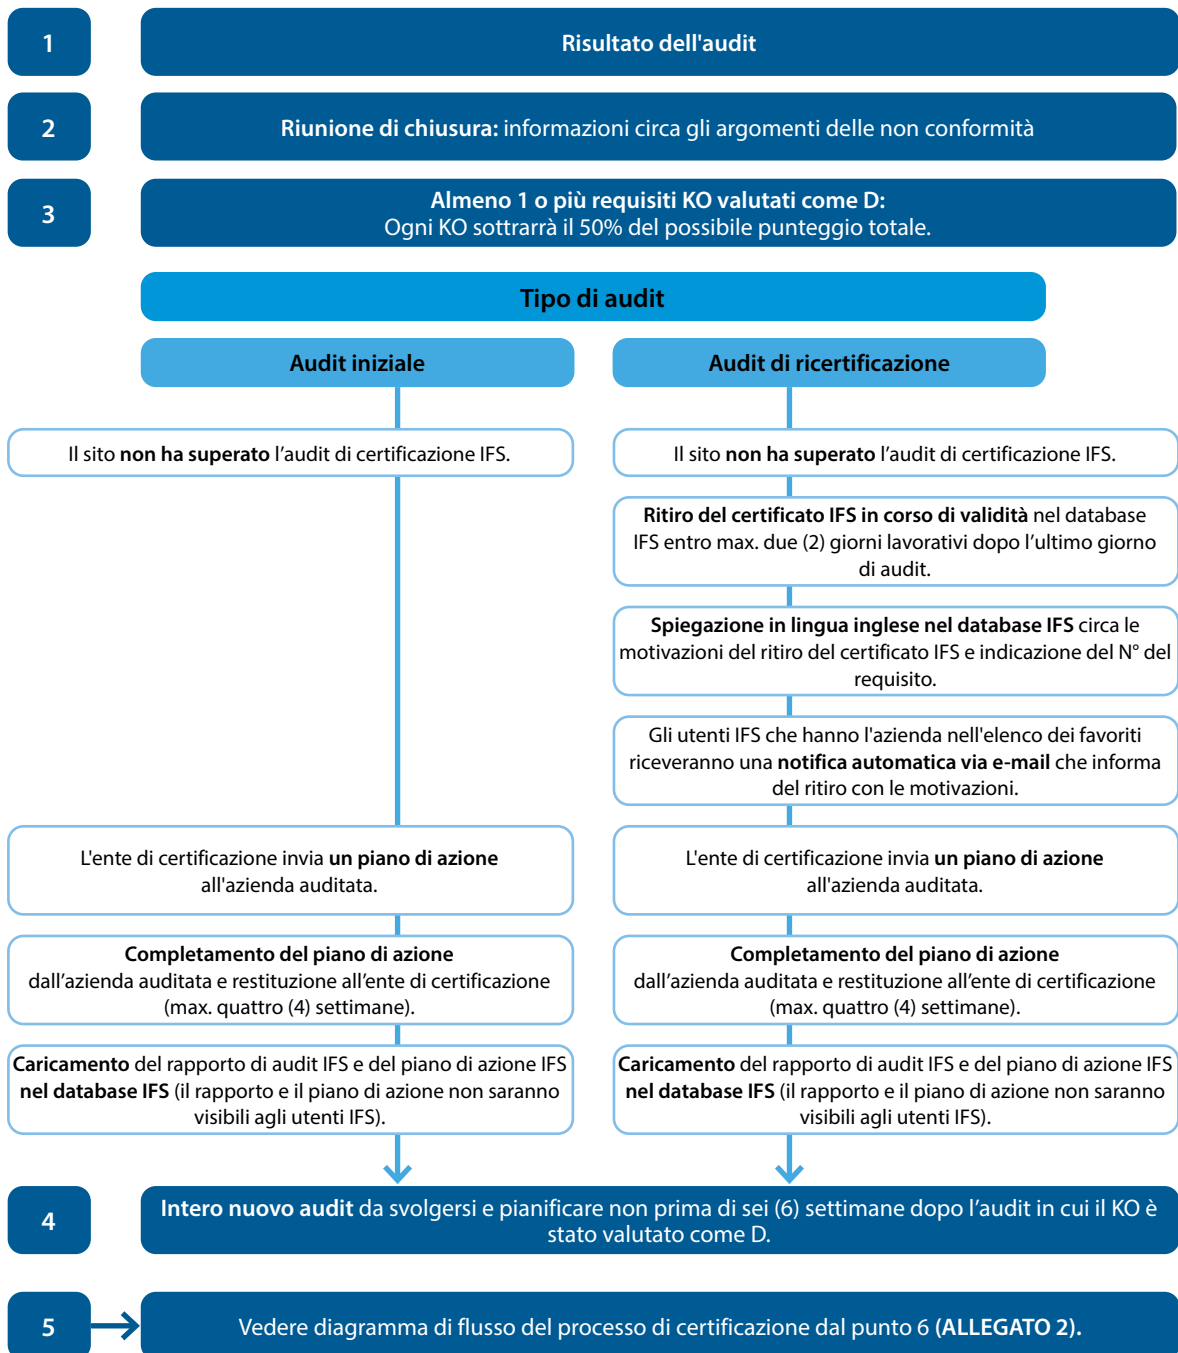 1
Risultato dell'audit
2
Riunione di chiusura: informazioni circa gli argomenti delle non conformità
3
Almeno 1 o più requisiti KO valutati come D:
Ogni KO sottrarrà il 50% del possibile punteggio totale.
Tipo di audit
Audit iniziale
Audit di ricertificazione
Il sito non ha superato l’audit di certificazione IFS.
Il sito non ha superato l’audit di certificazione IFS.
Ritiro del certificato IFS in corso di validità nel database
IFS entro max. due (2) giorni lavorativi dopo l’ultimo giorno
di audit.
Spiegazione in lingua inglese nel database IFS circa le
motivazioni del ritiro del certificato IFS e indicazione del N° del
requisito.
Gli utenti IFS che hanno l'azienda nell'elenco dei favoriti
riceveranno una notifica automatica via e-mail che informa
del ritiro con le motivazioni.
L'ente di certificazione invia un piano di azione
all'azienda auditata.
L'ente di certificazione invia un piano di azione
all'azienda auditata.
Completamento del piano di azione
dall’azienda auditata e restituzione all’ente di certificazione
(max. quattro (4) settimane).
Completamento del piano di azione
dall’azienda auditata e restituzione all’ente di certificazione
(max. quattro (4) settimane).
Caricamento del rapporto di audit IFS e del piano di azione IFS
nel database IFS (il rapporto e il piano di azione non saranno
visibili agli utenti IFS).
Caricamento del rapporto di audit IFS e del piano di azione IFS
nel database IFS (il rapporto e il piano di azione non saranno
visibili agli utenti IFS).
4
Intero nuovo audit da svolgersi e pianificare non prima di sei (6) settimane dopo l’audit in cui il KO è
stato valutato come D.
5
Vedere diagramma di flusso del processo di certificazione dal punto 6 (ALLEGATO 2).